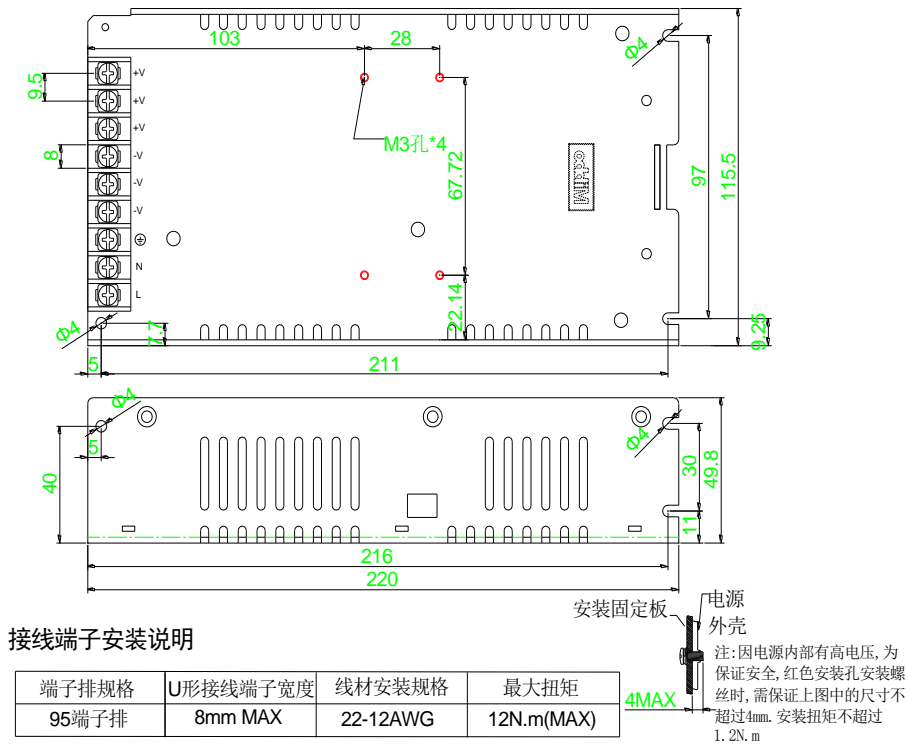 103
28
Φ4
+V
9.5
+V
+V
M3孔*4
8
-V
-V
-V
67.72
Nippo
97
115.5
N
L
22.14
Φ4
7.7
9.25
5
211
Φ4
Φ4
5
40
30
49.8
11
216
220
安装固定板
电源
外壳
4MAX
接线端子安装说明
端子排规格 U形接线端子宽度 线材安装规格 最大扭矩
95端子排 8mm MAX 22-12AWG 12N.m(MAX)
注:因电源内部有高电压,为
保证安全,红色安装孔安装螺
丝时,需保证上图中的尺寸不
超过4mm.安装扭矩不超过
1.2N.m